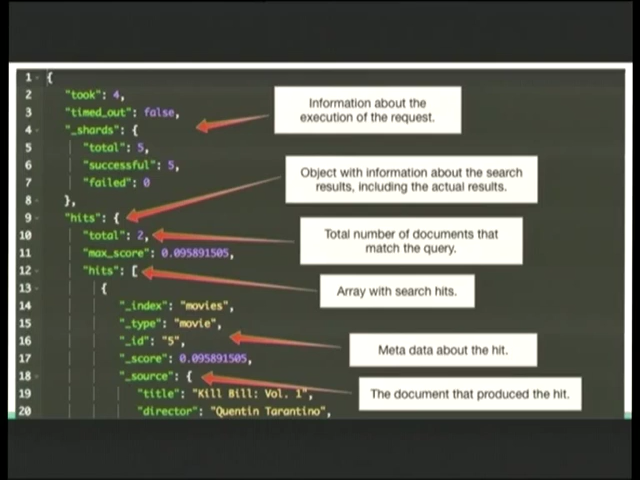 1 {
2 "took": 4,
3 "timed_out": false,
4 "_shards": {
5 "total": 5,
6 "successful": 5,
7 "failed": 0
8 },
9 "hits": {
10 "total": 2,
11 "max_score": 0.095891505,
12 "hits": [
13 {
14 "_index": "movies",
15 "_type": "movie",
16 "_id": "5",
17 "_score": 0.095891505,
18 "_source": {
19 "title": "Kill Bill: Vol. 1",
20 "director": "Quentin Tarantino",
Information about the
execution of the request.
Object with information about the search
results, including the actual results.
Total number of documents that
match the query.
Array with search hits.
Meta data about the hit.
The document that produced the hit.